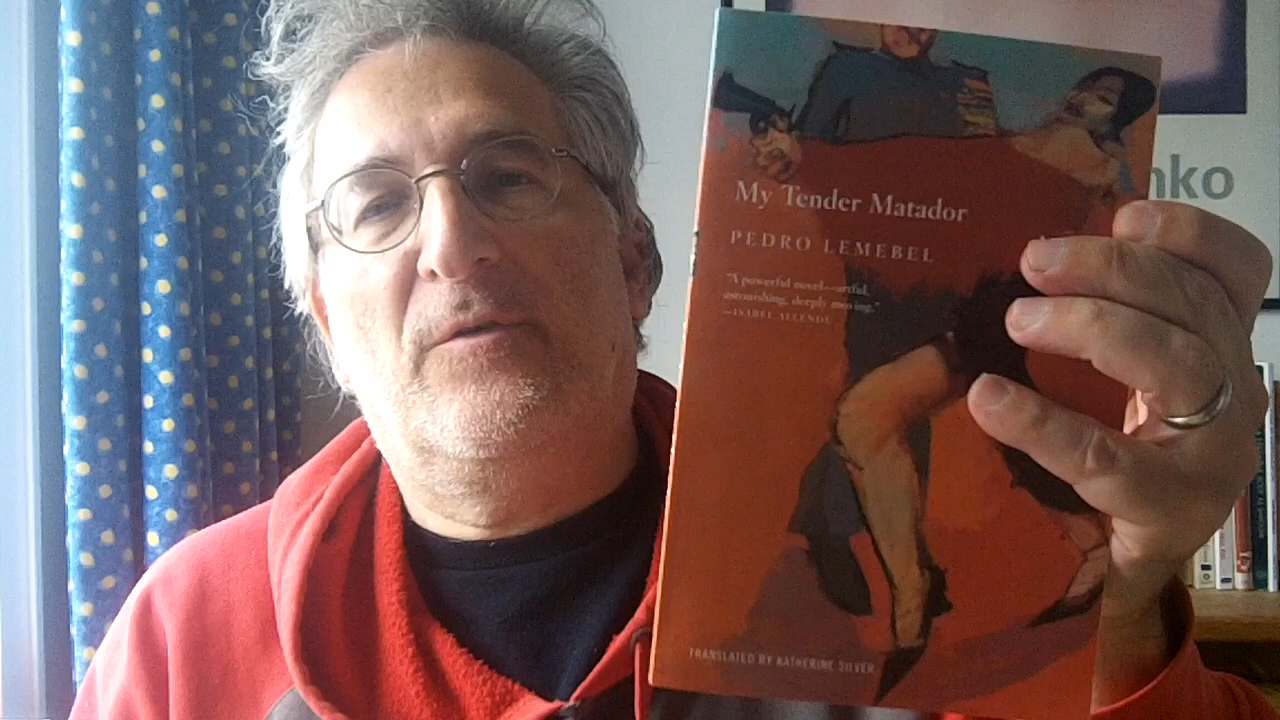 My Tender Matador
PEDRO LEMEBEL
"A powerful novel—artful,
astonishing, deeply moving."
—ISABEL ALLENDE
TRANSLATED BY KATHERINE SILVER
nko